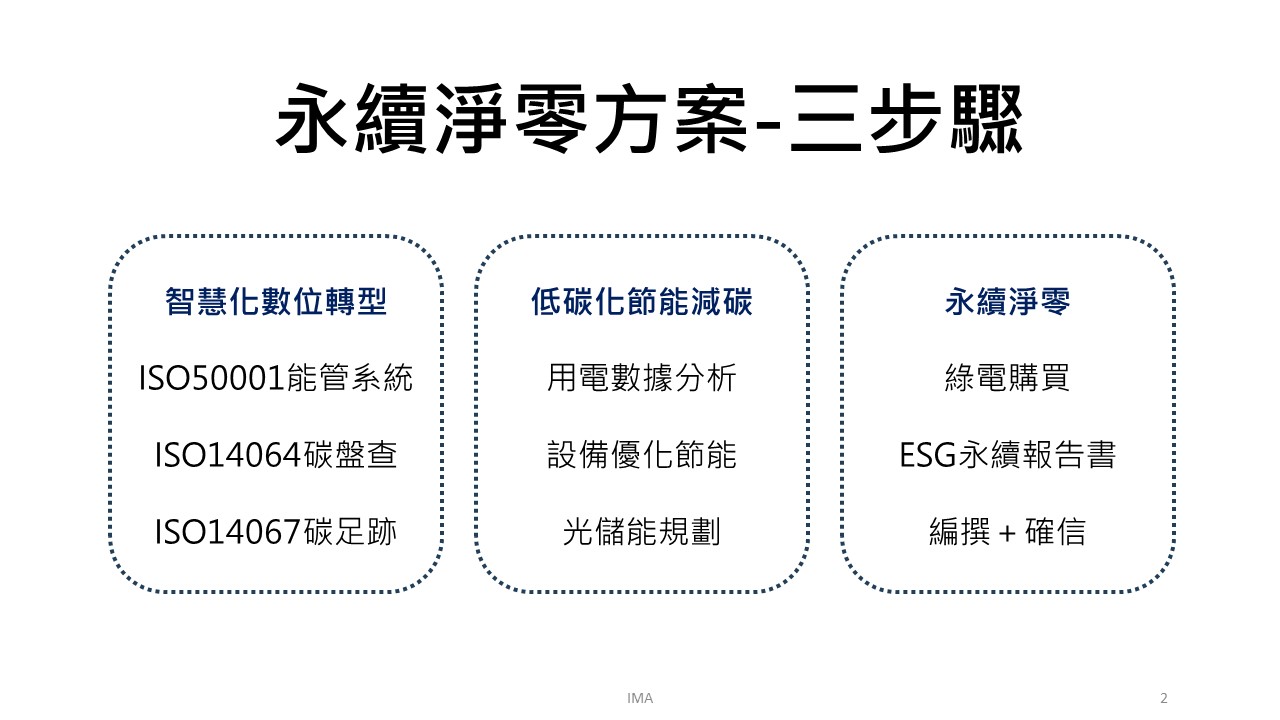 永續淨零方案-三步驟
智慧化數位轉型
ISO50001能管系統
ISO14064碳盤查
ISO14067碳足跡
低碳化節能減碳
用電數據分析
設備優化節能
光儲能規劃
永續淨零
綠電購買
ESG永續報告書
編撰 + 確信
IMA
2